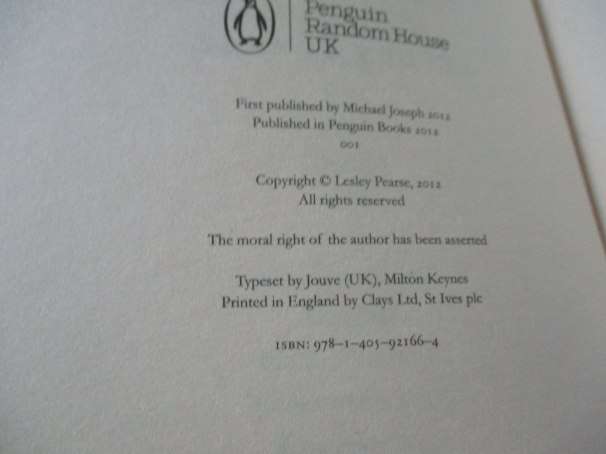 Penguin
Random House
UK
First published by Michael Joseph 2012
Published in Penguin Books 2012
001
Copyright © Lesley Pearse, 2012
All rights reserved
The moral right of the author has been asserted
Typeset by Jouve (UK), Milton Keynes
Printed in England by Clays Ltd, St Ives plc
ISBN: 978–1–405–92166–4